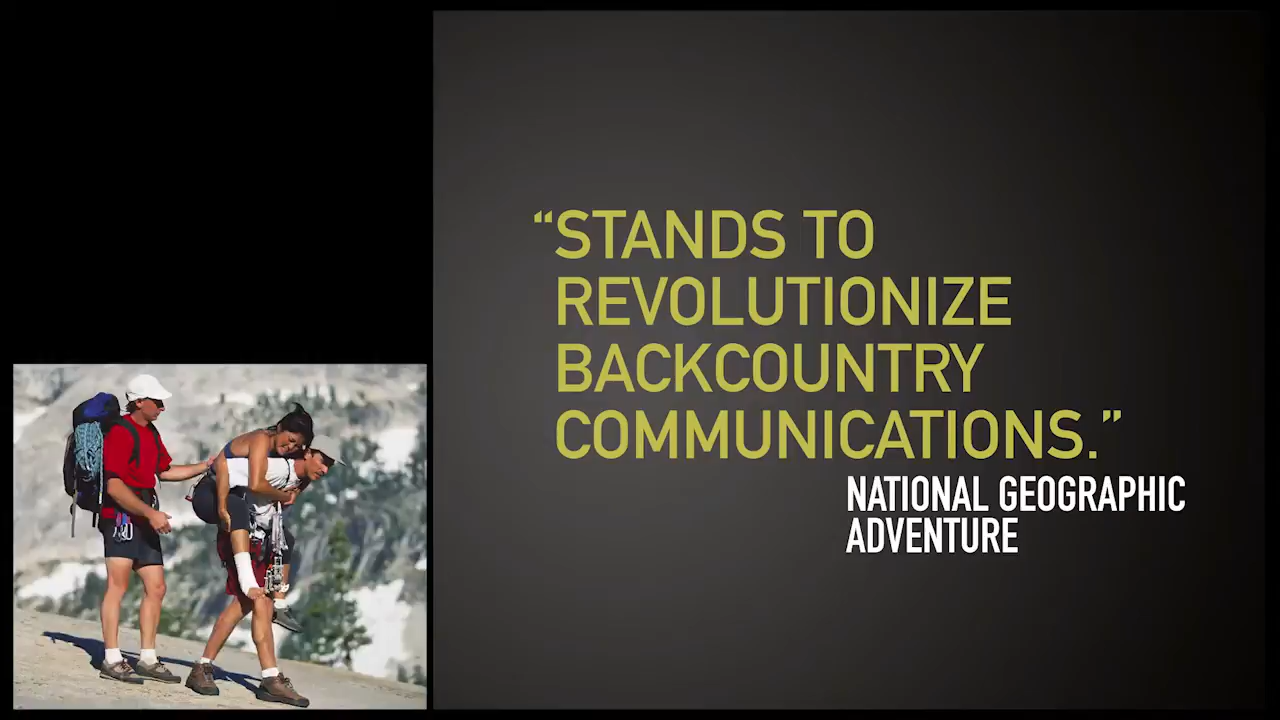 “STANDS TO
REVOLUTIONIZE
BACKCOUNTRY
COMMUNICATIONS.”
NATIONAL GEOGRAPHIC
ADVENTURE